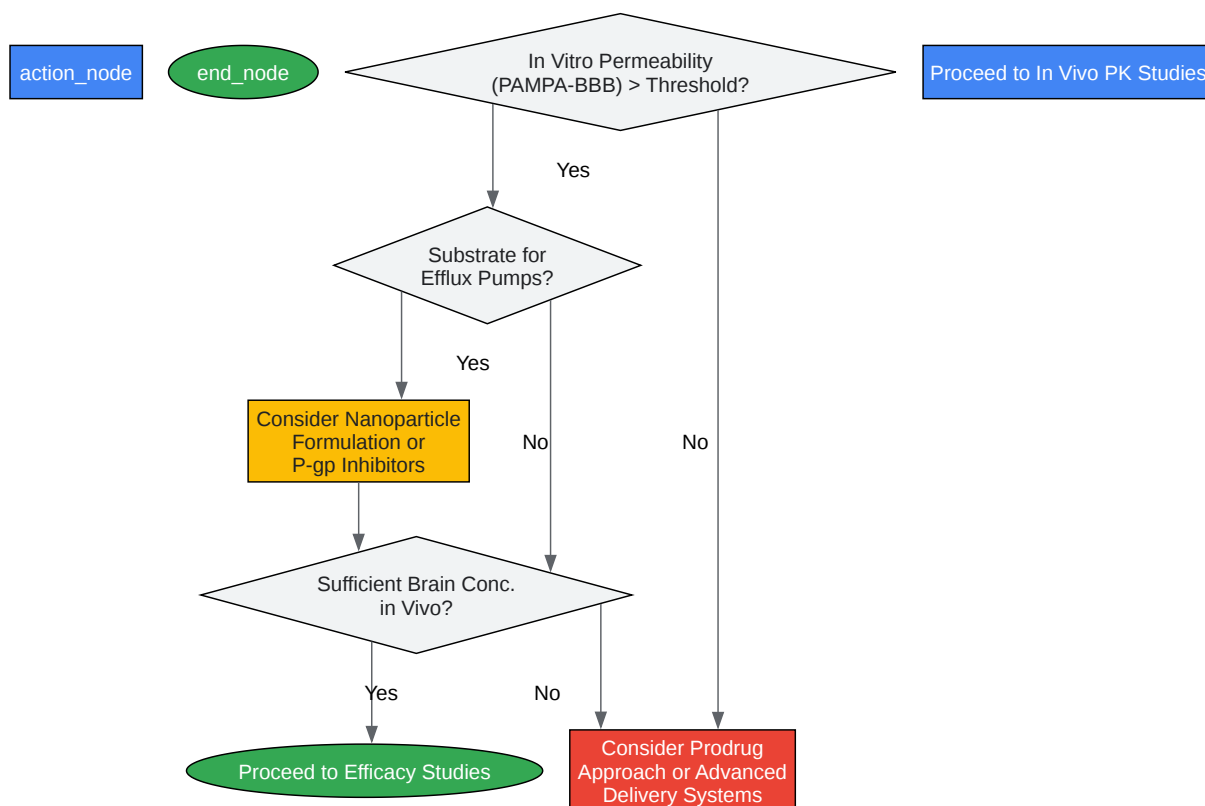 action_node
end_node
In Vitro Permeability
(PAMPA-BBB) > Threshold?
Proceed to In Vivo PK Studies
Yes
Substrate for
Efflux Pumps?
Yes
Consider Nanoparticle
Formulation or
P-gp Inhibitors
No
No
Sufficient Brain Conc.
in Vivo?
Yes
No
Proceed to Efficacy Studies
Consider Prodrug
Approach or Advanced
Delivery Systems